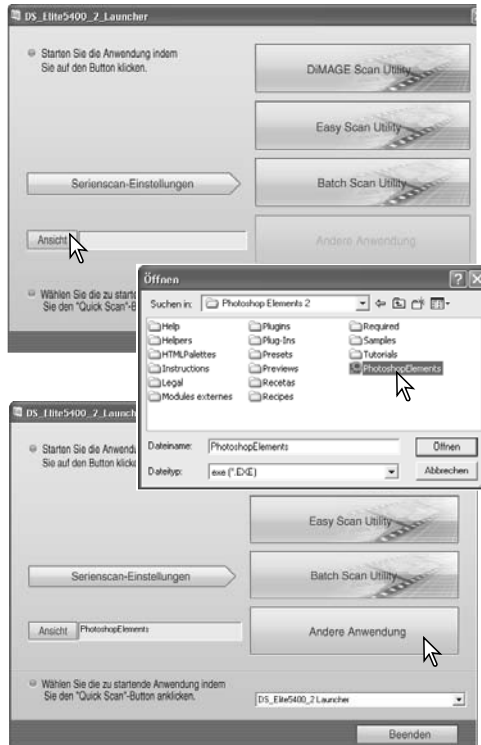 DS_Elite5400_2_Launcher
Starten Sie die Anwendung indem
Sie auf den Button klicken.
DiMAGE Scan Utility
Easy Scan Utility
Serienscan-Einstellungen
Batch Scan Utility
Ansicht
Andere Anwendung
Wählen Sie die zu starte
Sie den "Quick Scan"-B
Öffnen
Suchen in:
Photoshop Elements 2
Help
Helpers
HTMLPalettes
Instructions
Legal
Modules externes
Plugins
Plug-Ins
Presets
Previews
Recetas
Recipes
Required
Samples
Tutorials
PhotoshopElements
Dateiname:
PhotoshopElements
Öffnen
Dateityp:
exe (*.EXE)
Abbrechen
DS_Elite5400_2_Launch
Starten Sie die Anwend
Sie auf den Button klicke
Easy Scan Utility
Serienscan-Einstellungen
Batch Scan Utility
Ansicht
PhotoshopElements
Andere Anwendung
Wählen Sie die zu startende Anwendung indem
Sie den "Quick Scan"-Button anklicken.
DS_Elite5400_2 Launcher
Beenden